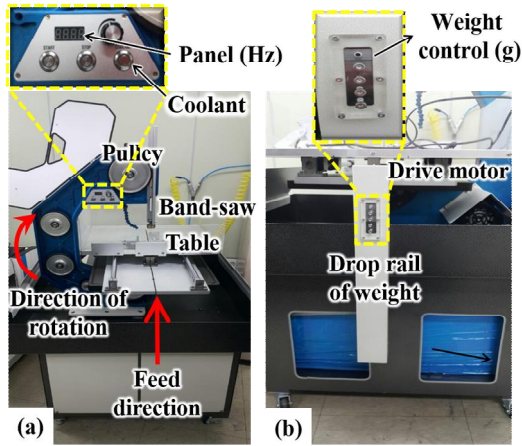 Panel (Hz)
START
STOP
Coolant
Pulley
Band-saw
Table
Direction of
rotation
Feed
direction
(a)
Weight
control (g)
Drive motor
Drop rail
of weight
(b)